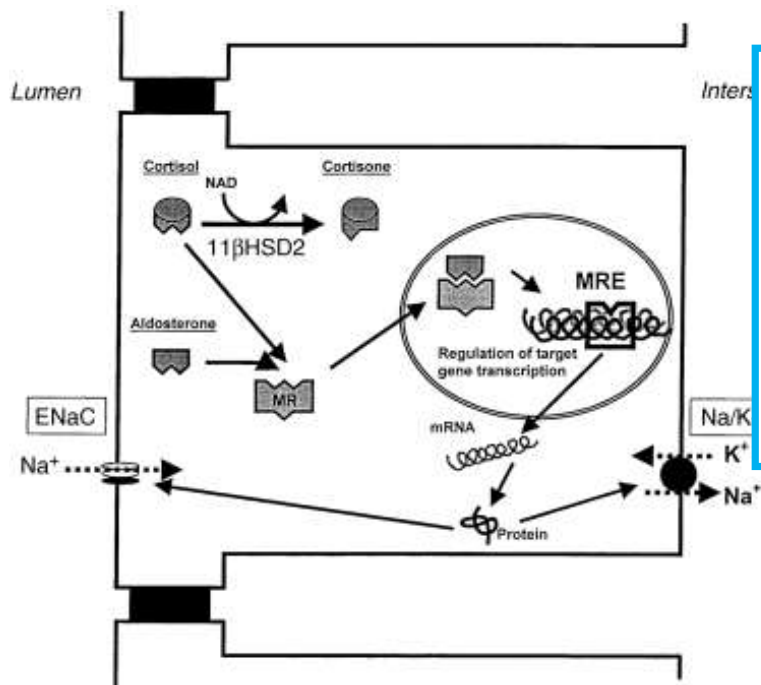 Lumen
Inters
Cortisol
NAD
Cortisone
11βHSD2
MRE
Aldosterone
Regulation of target
gene transcription
MR
ENaC
mRNA
Na/K
Na⁺
K⁺
Na⁺
Protein